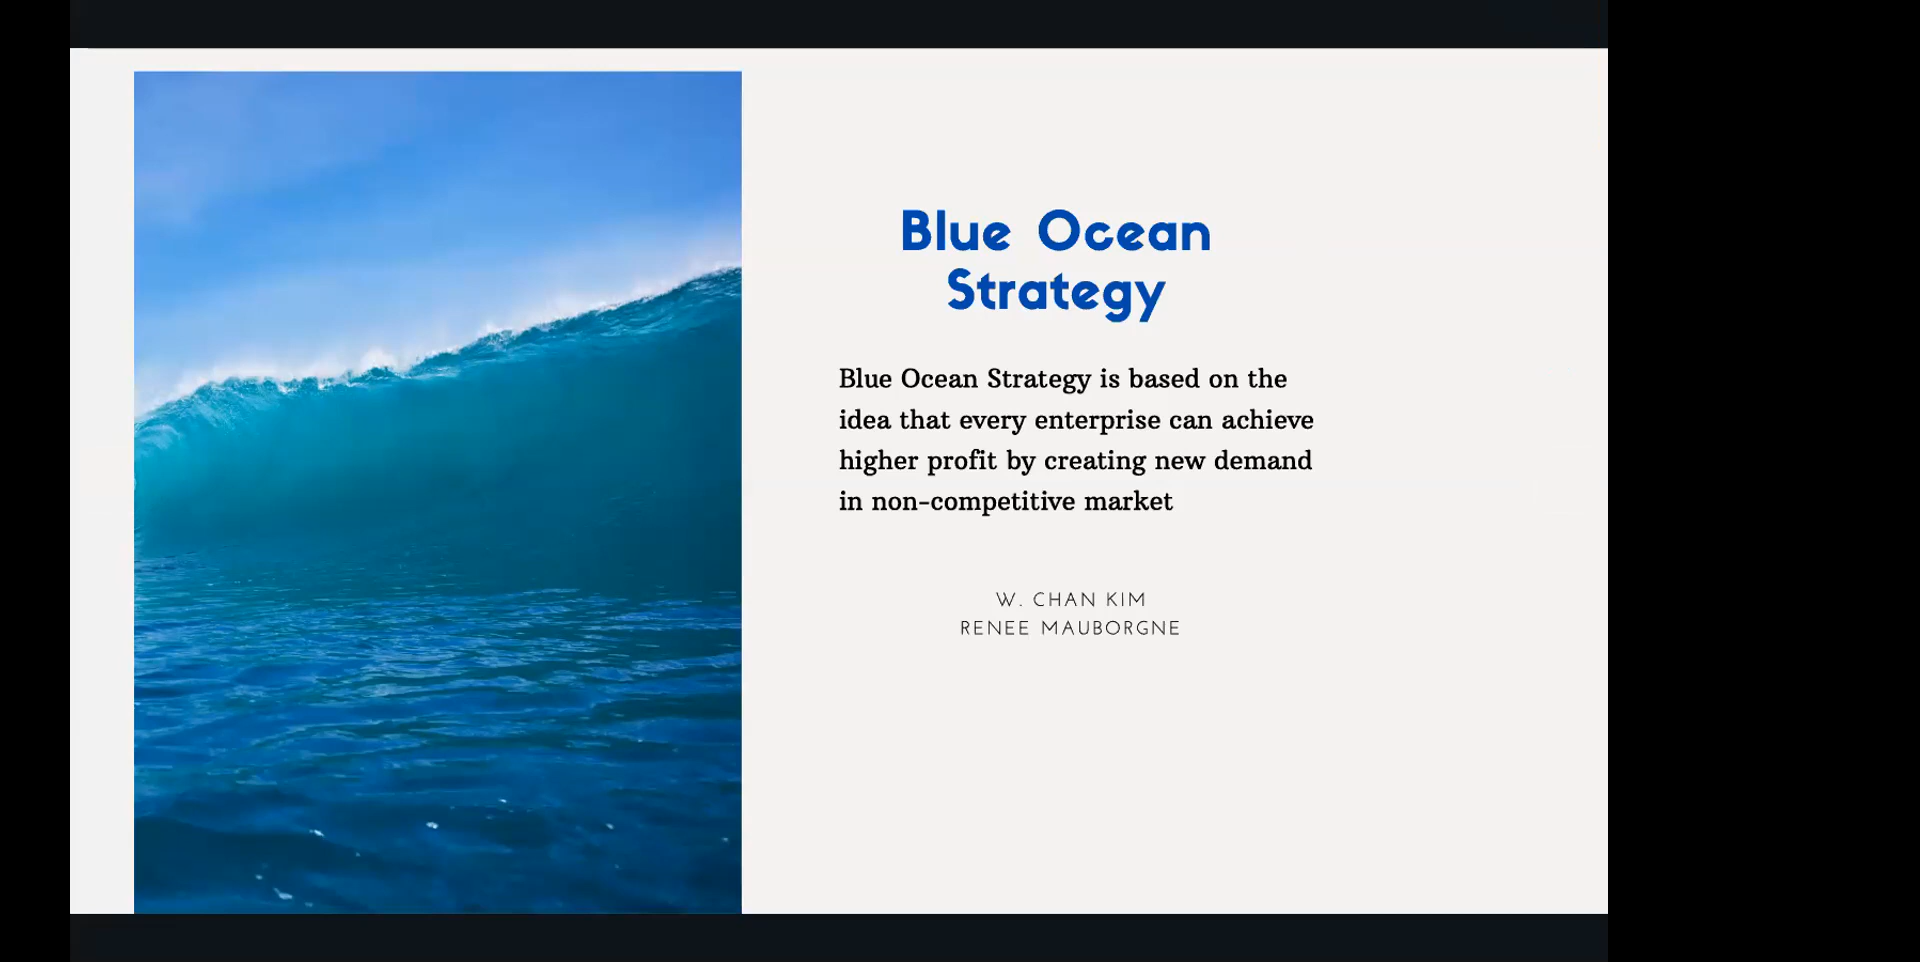 Blue Ocean
Strategy
Blue Ocean Strategy is based on the
idea that every enterprise can achieve
higher profit by creating new demand
in non-competitive market
W. CHAN KIM
RENEE MAUBORGNE